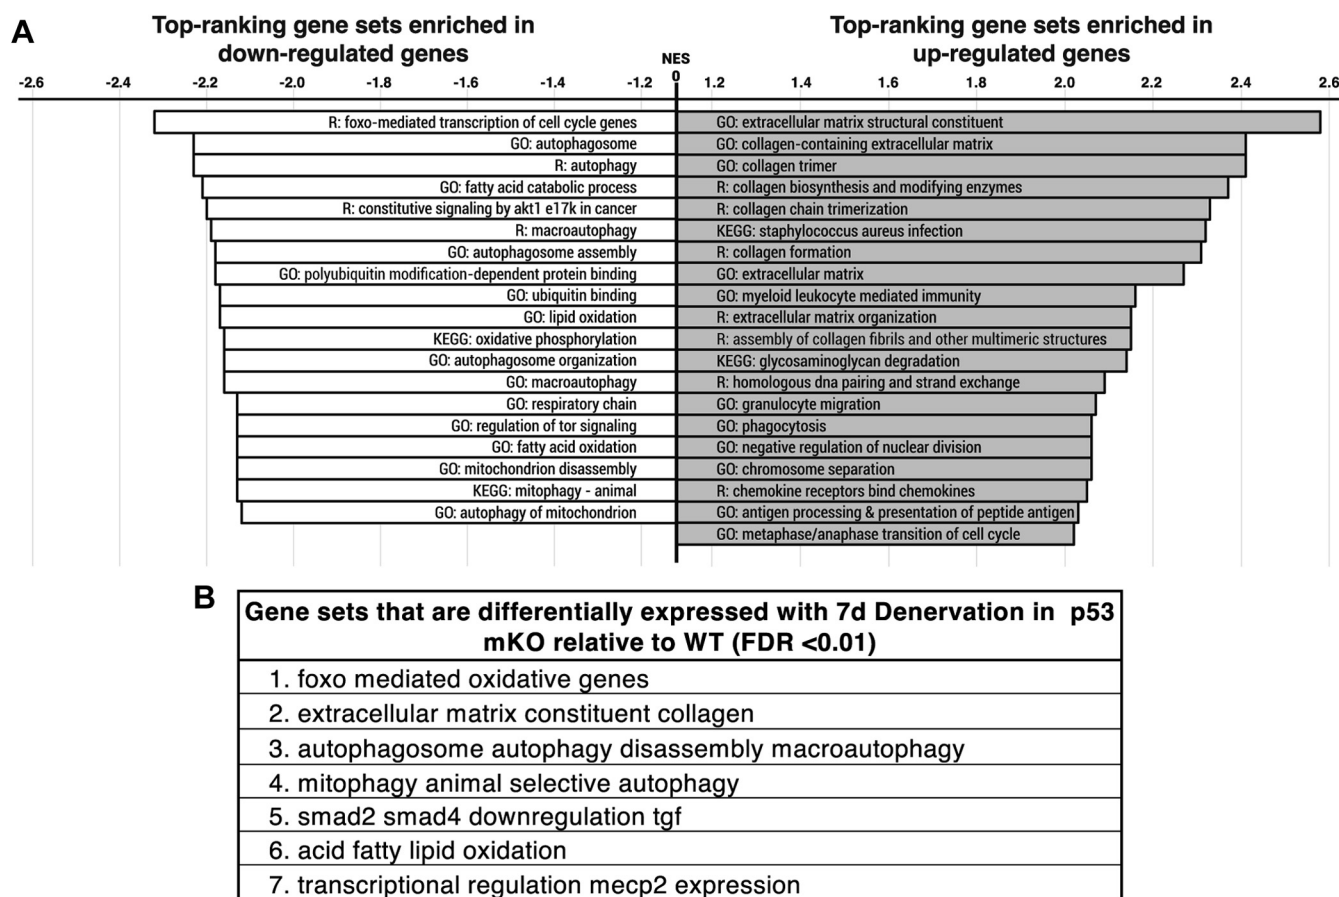 A
Top-ranking gene sets enriched in
down-regulated genes
Top-ranking gene sets enriched in
up-regulated genes
NES
-2.6 -2.4 -2.2 -2.0 -1.8 -1.6 -1.4 -1.2 0 1.2 1.4 1.6 1.8 2.0 2.2 2.4 2.6
R: foxo-mediated transcription of cell cycle genes
GO: autophagosome
R: autophagy
GO: fatty acid catabolic process
R: constitutive signaling by akt1 e17k in cancer
R: macroautophagy
GO: autophagosome assembly
GO: polyubiquitin modification-dependent protein binding
GO: ubiquitin binding
GO: lipid oxidation
KEGG: oxidative phosphorylation
GO: autophagosome organization
GO: macroautophagy
GO: respiratory chain
GO: regulation of tor signaling
GO: fatty acid oxidation
GO: mitochondrion disassembly
KEGG: mitophagy - animal
GO: autophagy of mitochondrion
GO: extracellular matrix structural constituent
GO: collagen-containing extracellular matrix
GO: collagen trimer
R: collagen biosynthesis and modifying enzymes
R: collagen chain trimerization
KEGG: staphylococcus aureus infection
R: collagen formation
GO: extracellular matrix
GO: myeloid leukocyte mediated immunity
R: extracellular matrix organization
R: assembly of collagen fibrils and other multimeric structures
KEGG: glycosaminoglycan degradation
R: homologous dna pairing and strand exchange
GO: granulocyte migration
GO: phagocytosis
GO: negative regulation of nuclear division
GO: chromosome separation
R: chemokine receptors bind chemokines
GO: antigen processing & presentation of peptide antigen
GO: metaphase/anaphase transition of cell cycle
B
Gene sets that are differentially expressed with 7d Denervation in p53
mKO relative to WT (FDR <0.01)
1. foxo mediated oxidative genes
2. extracellular matrix constituent collagen
3. autophagosome autophagy disassembly macroautophagy
4. mitophagy animal selective autophagy
5. smad2 smad4 downregulation tgf
6. acid fatty lipid oxidation
7. transcriptional regulation mecp2 expression